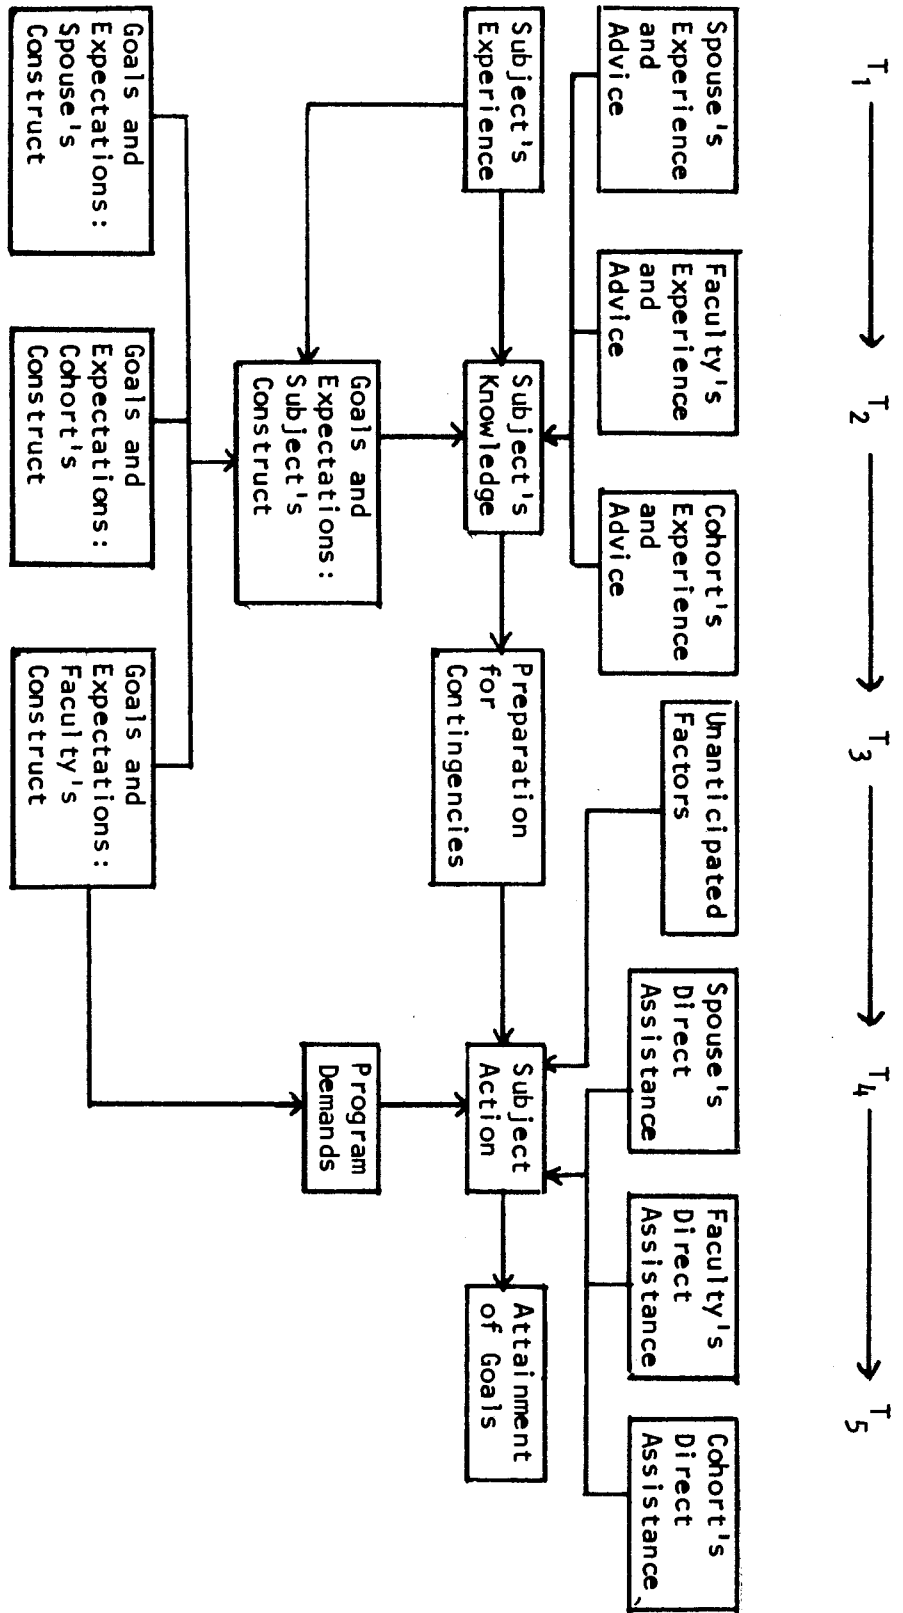 T1
T2
T3
T4
T5
Spouse's
Experience
and
Advice
Faculty's
Experience
and
Advice
Cohort's
Experience
and
Advice
Unanticipated
Factors
Spouse's
Direct
Assistance
Faculty's
Direct
Assistance
Cohort's
Direct
Assistance
Subject's
Experience
Subject's
Knowledge
Preparation
for
Contingencies
Subject
Action
Attainment
of Goals
Goals and
Expectations:
Subject's
Construct
Program
Demands
Goals and
Expectations:
Spouse's
Construct
Goals and
Expectations:
Cohort's
Construct
Goals and
Expectations:
Faculty's
Construct